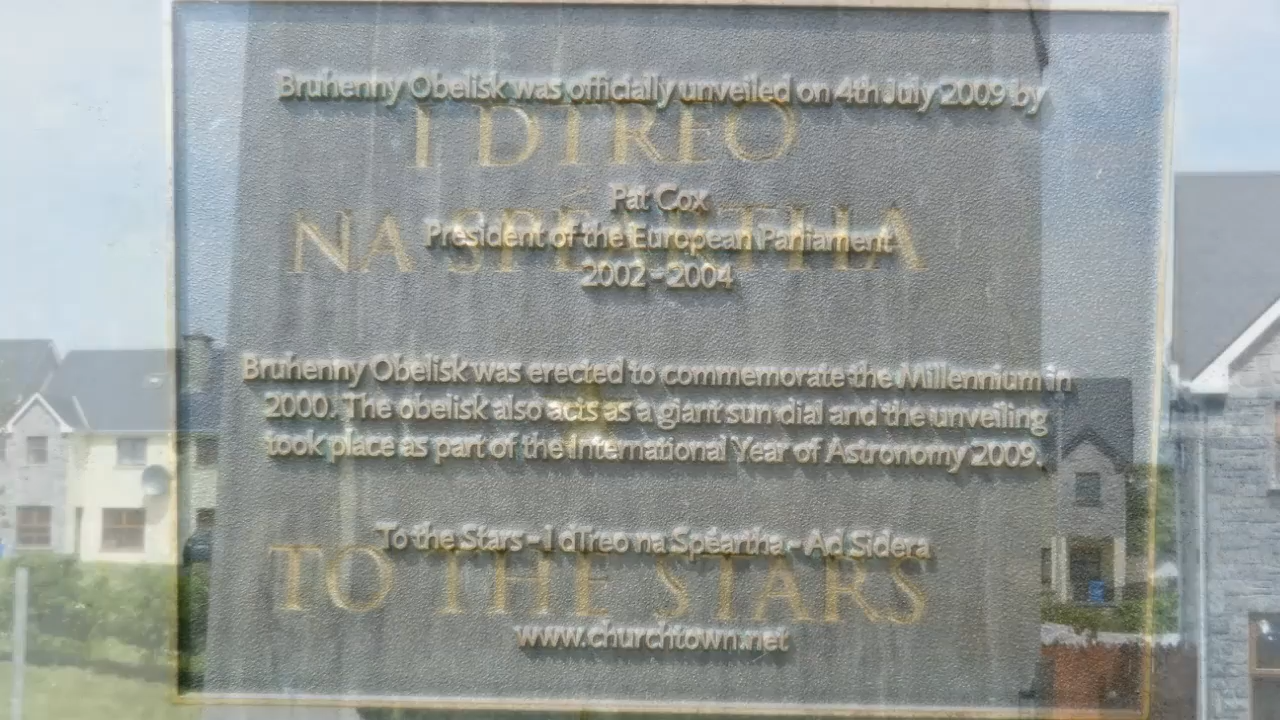 Bruhenny Obelisk was officially unveiled on 4th July 2009 by
I DTREO
Pat Cox
NA SPÉARTHA
President of the European Parliament
2002 - 2004
Bruhenny Obelisk was erected to commemorate the Millennium in
2000. The obelisk also acts as a giant sun dial and the unveiling
took place as part of the International Year of Astronomy 2009.
To the Stars - I dTreo na Spéartha - Ad Sidera
TO THE STARS
www.churchtown.net